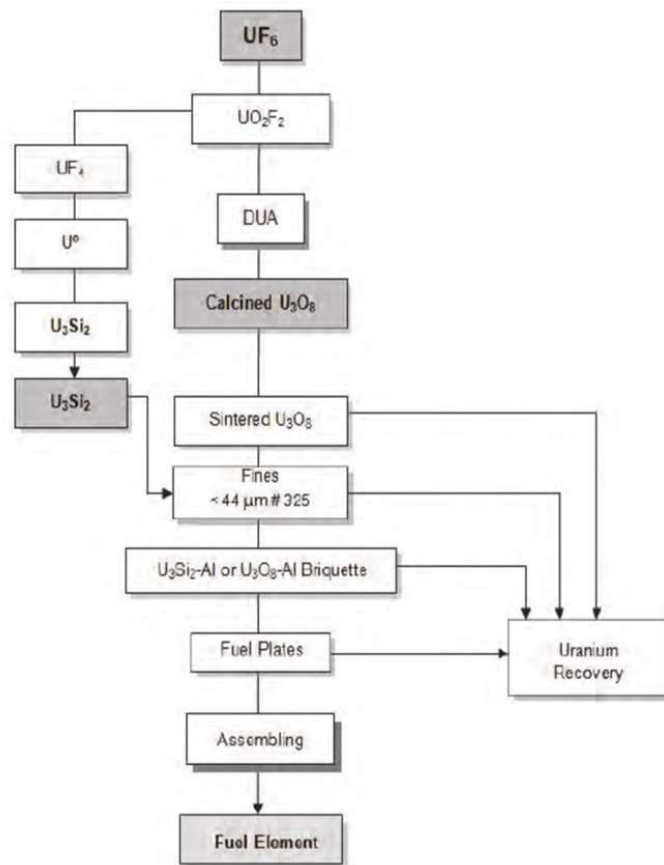 UF₆
UO₂F₂
UF₄
DUA
Uº
Calcined U₃O₈
U₃Si₂
U₃Si₂
Sintered U₃O₈
Fines
< 44 µm # 325
U₃Si₂-Al or U₃O₈-Al Briquette
Fuel Plates
Uranium
Recovery
Assembling
Fuel Element